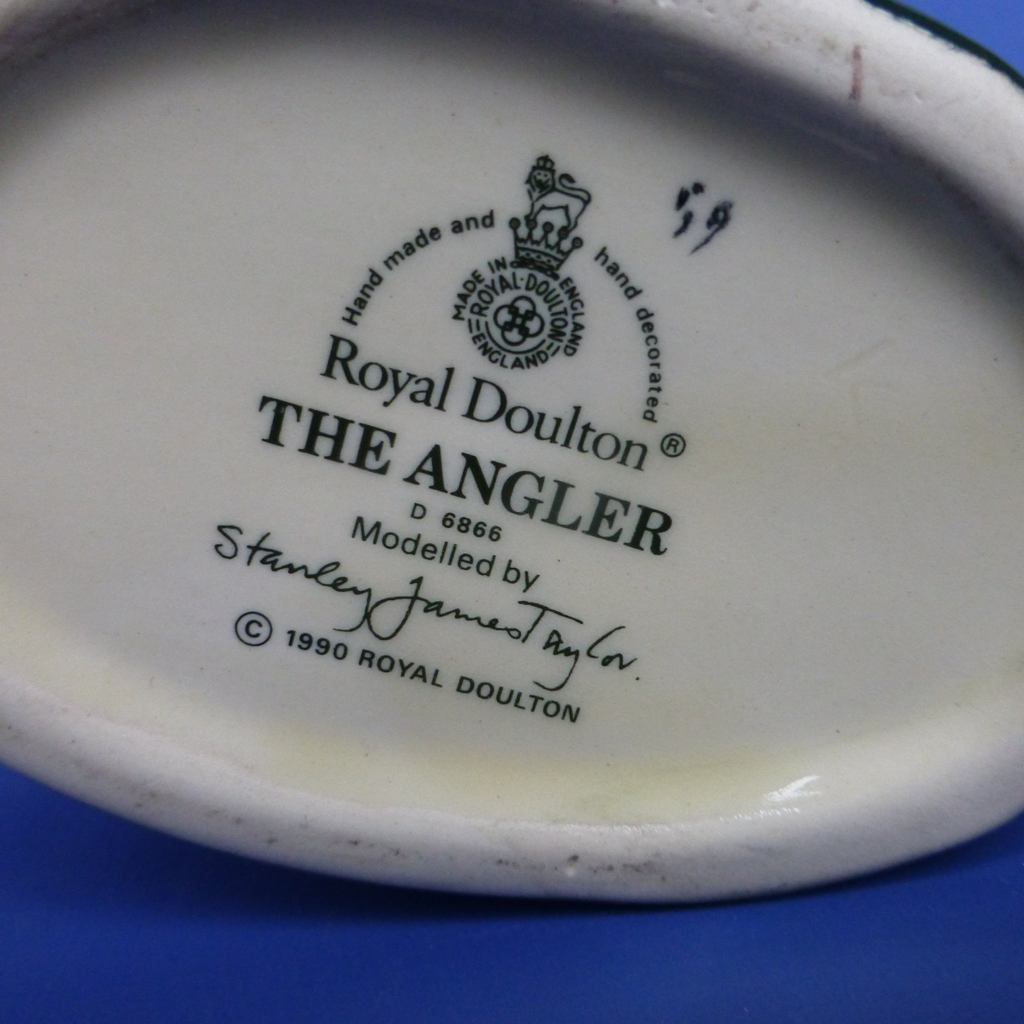 Hand made and hand decorated
MADE IN ENGLAND
ROYAL·DOULTON
ENGLAND
Royal Doulton®
THE ANGLER
D 6866
Modelled by
Stanley James Taylor.
© 1990 ROYAL DOULTON